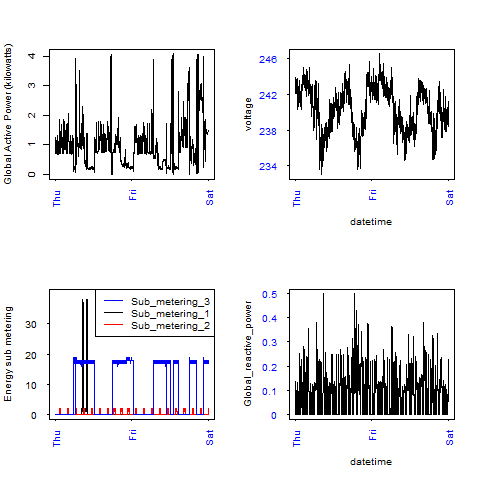 Global Active Power (kilowatts)
0
1
2
3
4
Thu
Fri
Sat
voltage
234
238
242
246
Thu
Fri
Sat
datetime
Energy sub metering
0
10
20
30
Sub_metering_3
Sub_metering_1
Sub_metering_2
Thu
Fri
Sat
Global_reactive_power
0
0.1
0.2
0.3
0.4
0.5
Thu
Fri
Sat
datetime